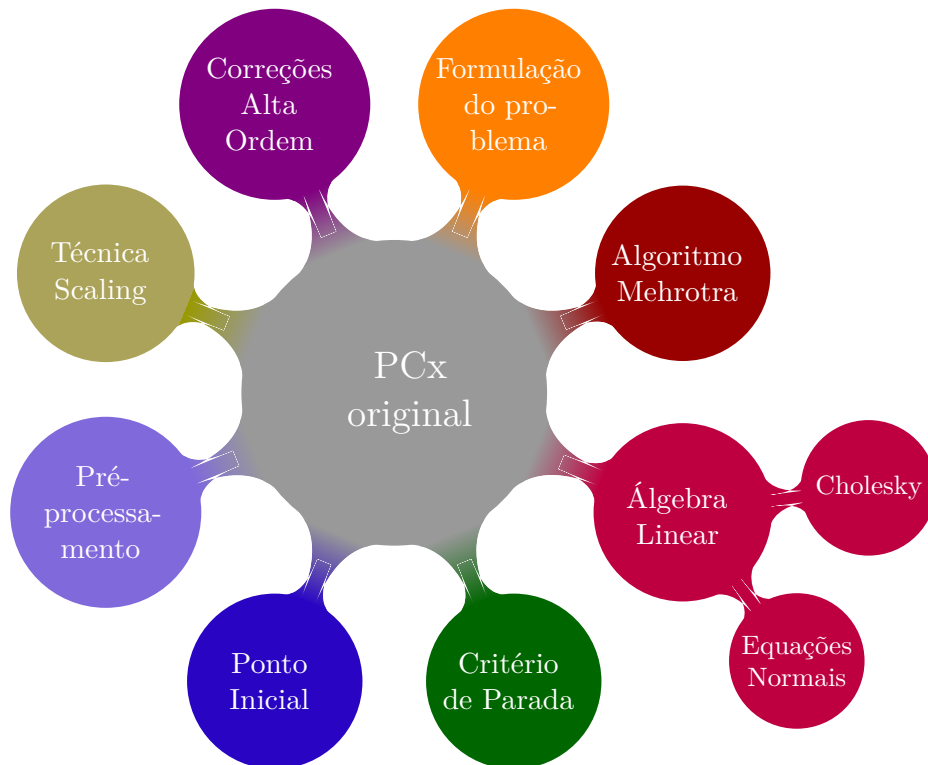 Correções
Alta
Ordem
Formulação
do pro-
blema
Técnica
Scaling
Algoritmo
Mehrotra
PCx
original
Pré-
processa-
mento
Álgebra
Linear
Cholesky
Equações
Normais
Ponto
Inicial
Critério
de Parada